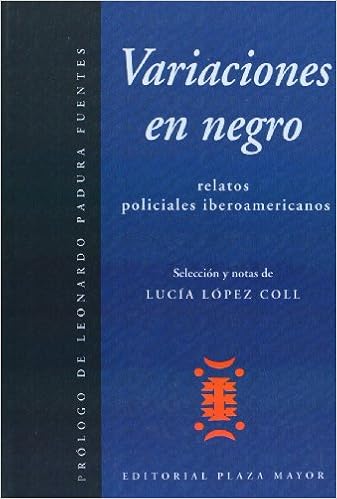 Variaciones
en negro
relatos
policiales iberoamericanos
Selección y notas de
LUCÍA LÓPEZ COLL
EDITORIAL PLAZA MAYOR
PRÓLOGO DE LEONARDO PADURA FUENTES